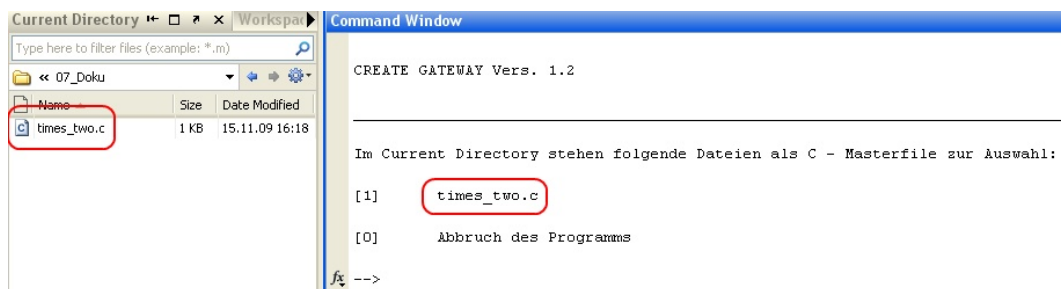 Current Directory
Workspac
Type here to filter files (example: *.m)
« 07_Doku
Name Size Date Modified
times_two.c 1 KB 15.11.09 16:18
Command Window
CREATE GATEWAY Vers. 1.2
Im Current Directory stehen folgende Dateien als C - Masterfile zur Auswahl:
[1] times_two.c
[0] Abbruch des Programms
fx -->